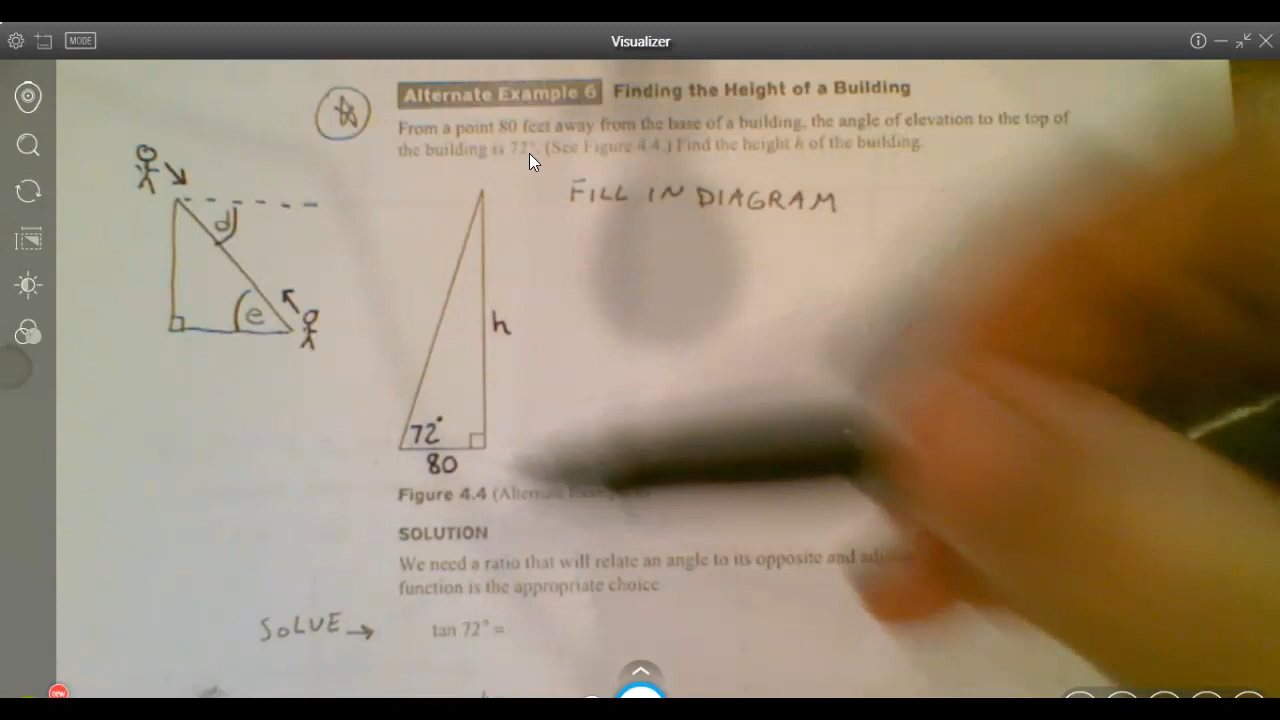 MODE
Visualizer
Alternate Example 6 Finding the Height of a Building
From a point 80 feet away from the base of a building, the angle of elevation to the top of
the building is 72°. (See Figure 4.4.) Find the height h of the building.
FILL IN DIAGRAM
d
e
h
72°
80
Figure 4.4 (Alternate
SOLUTION
We need a ratio that will relate an angle to its opposite and
function is the appropriate choice
SOLVE →
tan 72° =
new